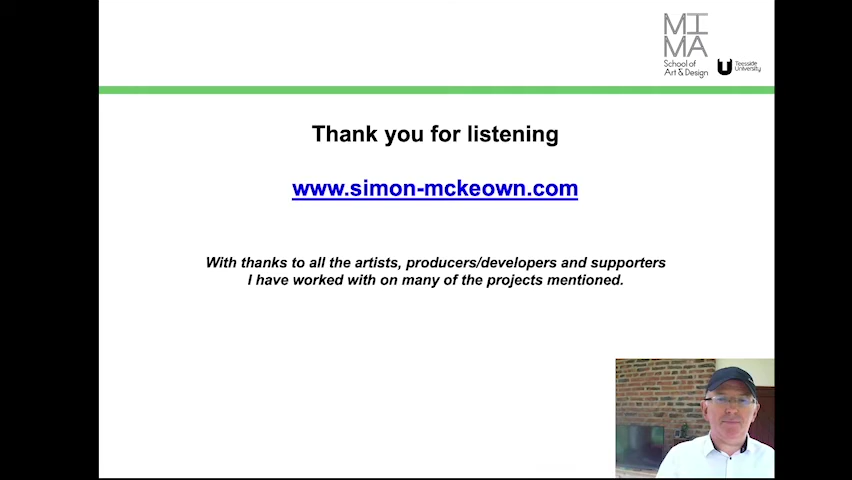 MI
MA
School of
Art & Design
Teesside
University
Thank you for listening
www.simon-mckeown.com
With thanks to all the artists, producers/developers and supporters
I have worked with on many of the projects mentioned.